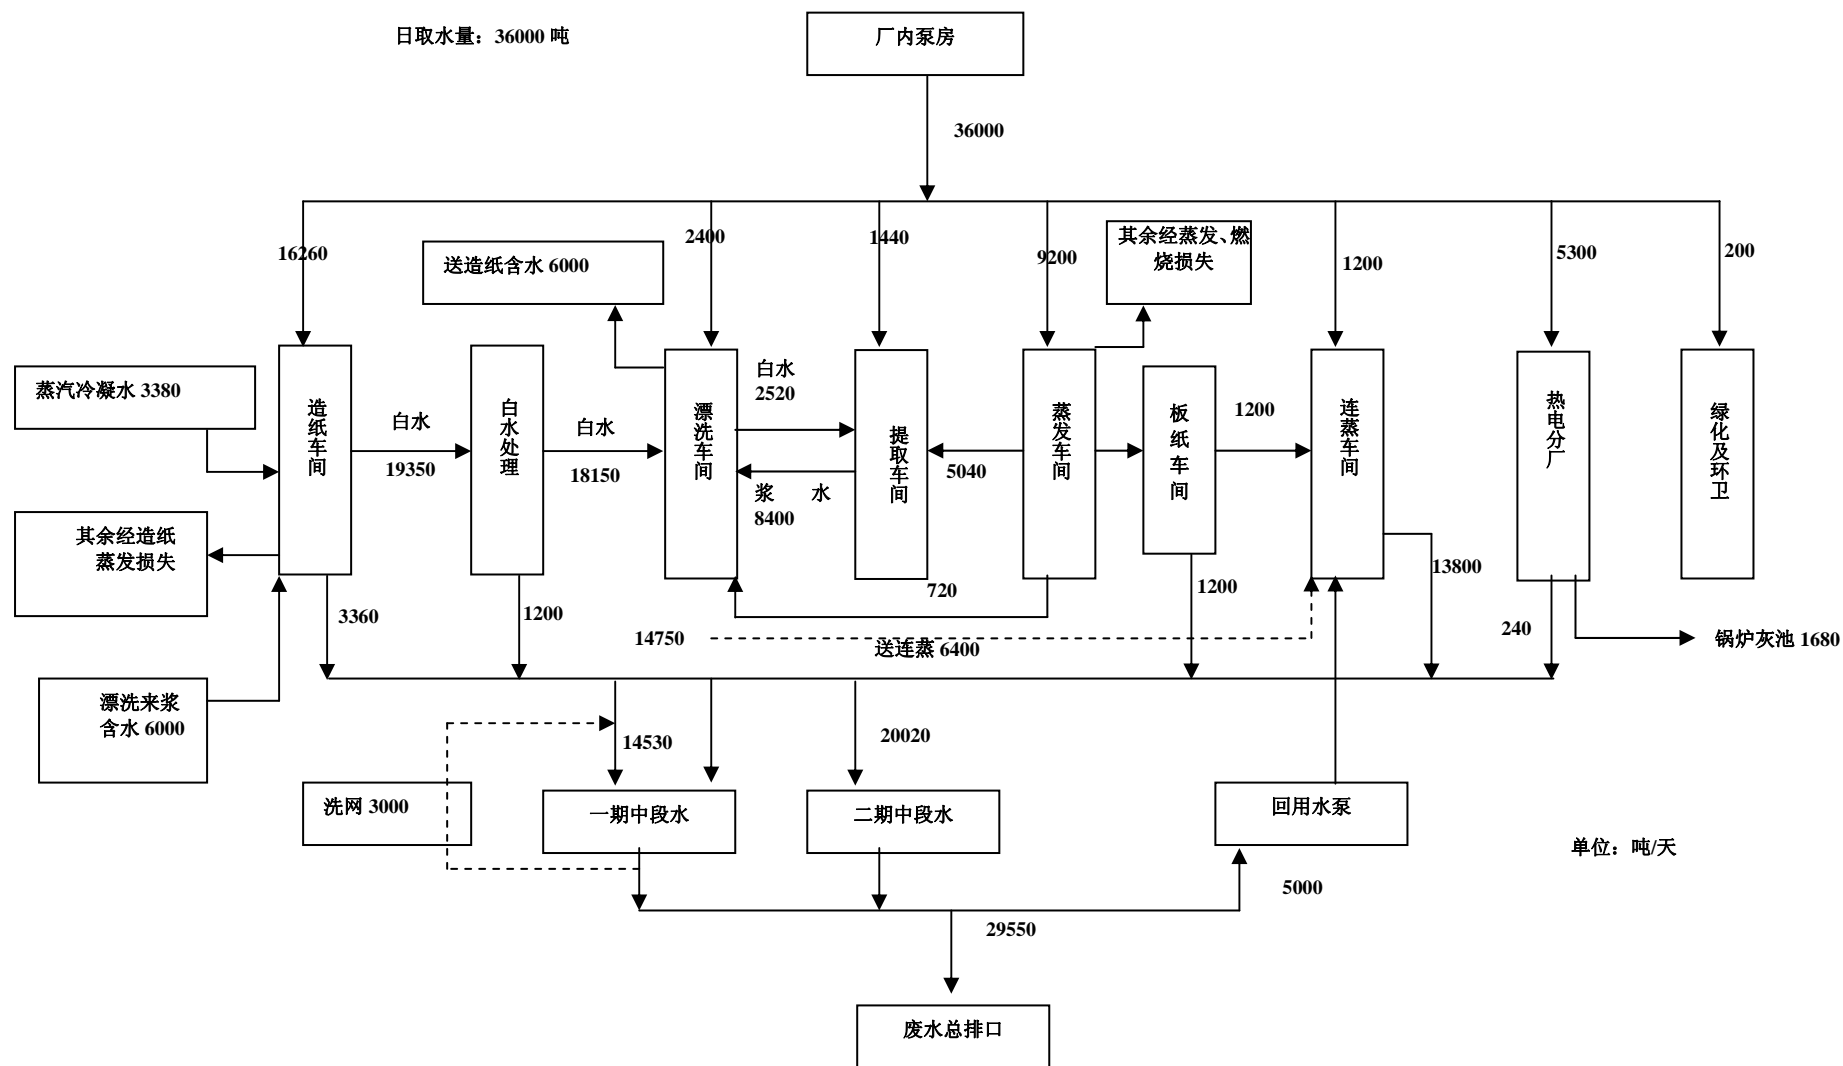 日取水量：36000 吨
厂内泵房
36000
16260
2400
1440
9200
1200
5300
200
送造纸含水 6000
其余经蒸发、燃
烧损失
蒸汽冷凝水 3380
造纸车间
白水
19350
白水处理
白水
18150
漂洗车间
白水
2520
浆 水
8400
提取车间
5040
蒸发车间
板纸车间
1200
连蒸车间
热电分厂
绿化及环卫
其余经造纸
蒸发损失
3360
1200
720
1200
13800
240
14750
送连蒸 6400
锅炉灰池 1680
漂洗来浆
含水 6000
14530
20020
洗网 3000
一期中段水
二期中段水
回用水泵
单位：吨/天
5000
29550
废水总排口